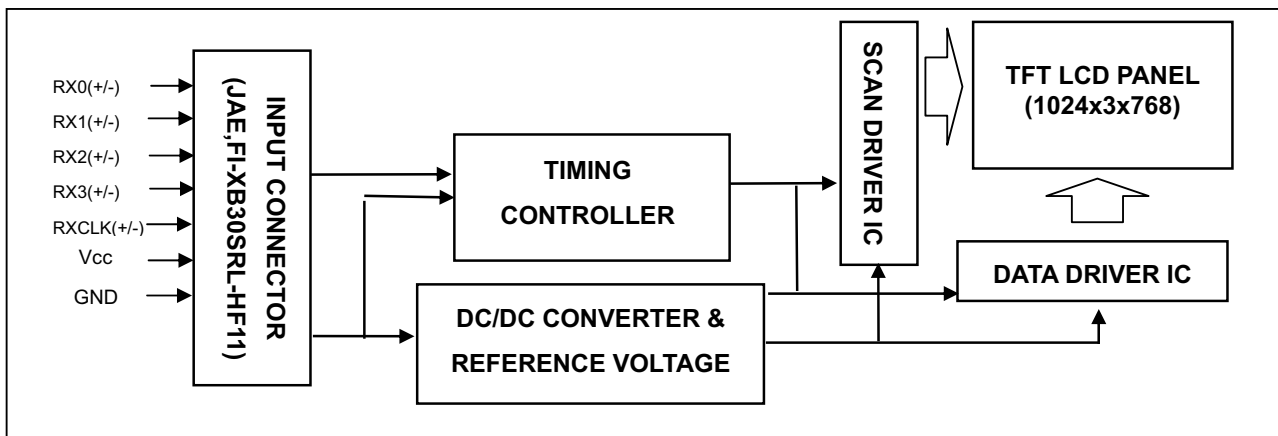 RX0(+/-)
RX1(+/-)
RX2(+/-)
RX3(+/-)
RXCLK(+/-)
Vcc
GND
INPUT CONNECTOR
(JAE,FI-XB30SRL-HF11)
TIMING
CONTROLLER
DC/DC CONVERTER &
REFERENCE VOLTAGE
SCAN DRIVER IC
TFT LCD PANEL
(1024x3x768)
DATA DRIVER IC